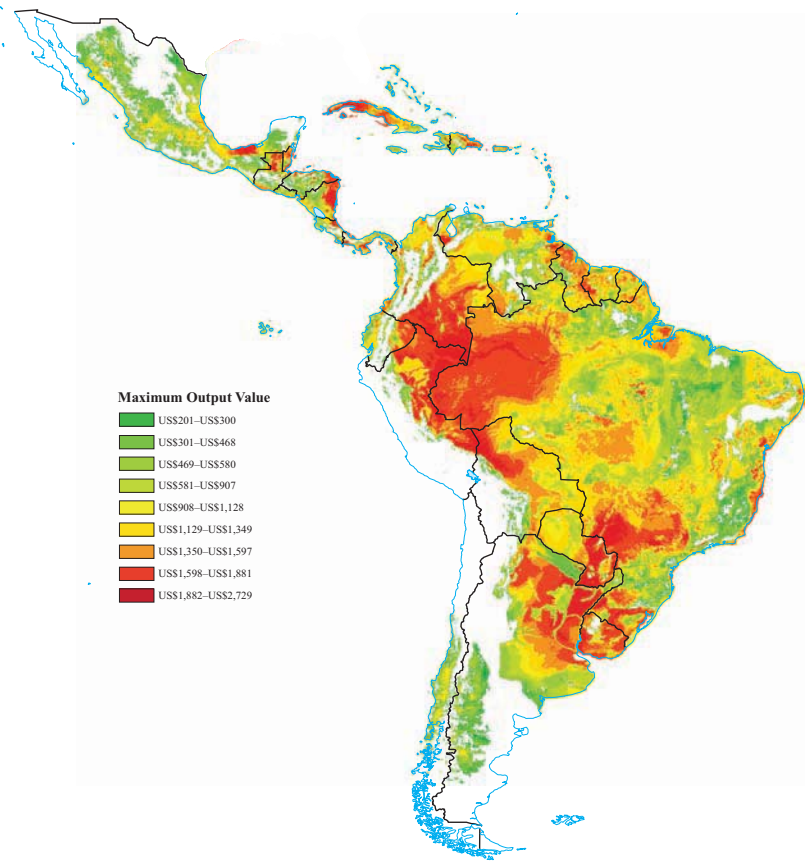 Maximum Output Value
US$201–US$300
US$301–US$468
US$469–US$580
US$581–US$907
US$908–US$1,128
US$1,129–US$1,349
US$1,350–US$1,597
US$1,598–US$1,881
US$1,882–US$2,729